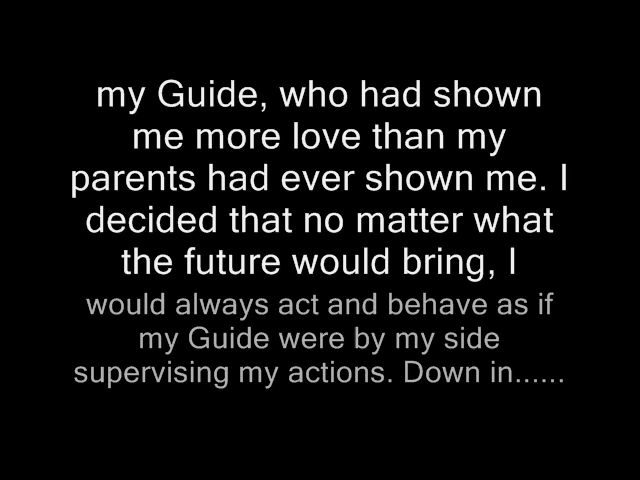 my Guide, who had shown
me more love than my
parents had ever shown me. I
decided that no matter what
the future would bring, I
would always act and behave as if
my Guide were by my side
supervising my actions. Down in......